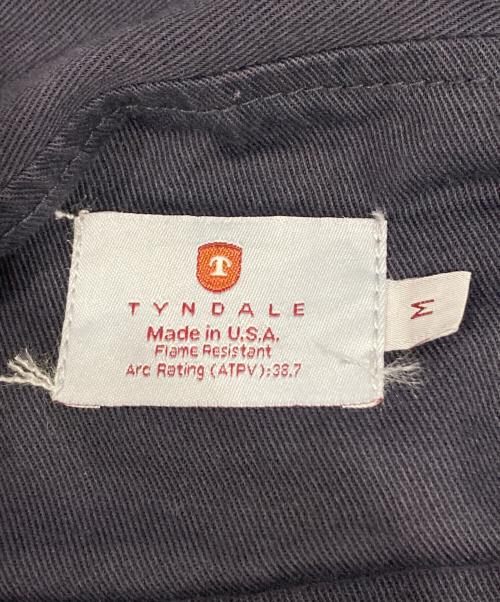 T
TYNDALE
Made in U.S.A.
Flame Resistant
Arc Rating (ATPV):38.7
M